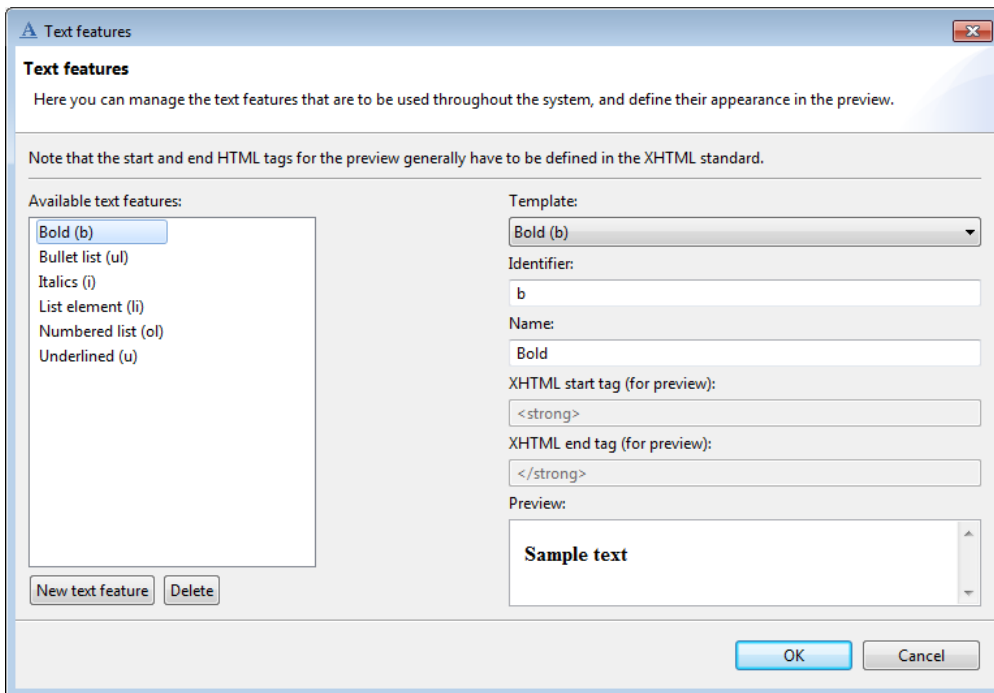 Text features
Text features
Here you can manage the text features that are to be used throughout the system, and define their appearance in the preview.
Note that the start and end HTML tags for the preview generally have to be defined in the XHTML standard.
Available text features:
Bold (b)
Bullet list (ul)
Italics (i)
List element (li)
Numbered list (ol)
Underlined (u)
New text feature
Delete
Template:
Bold (b)
Identifier:
b
Name:
Bold
XHTML start tag (for preview):
<strong>
XHTML end tag (for preview):
</strong>
Preview:
Sample text
OK
Cancel